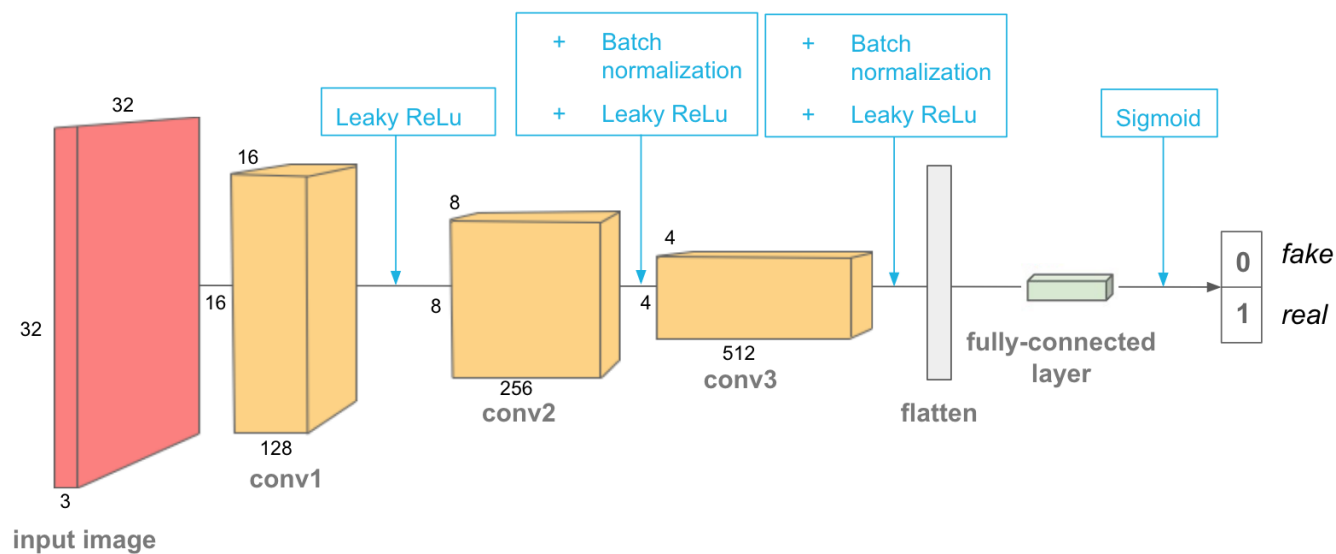 32
32
3
input image
16
16
128
conv1
Leaky ReLu
8
8
256
conv2
+ Batch
normalization
+ Leaky ReLu
4
4
512
conv3
+ Batch
normalization
+ Leaky ReLu
flatten
fully-connected
layer
Sigmoid
0 fake
1 real